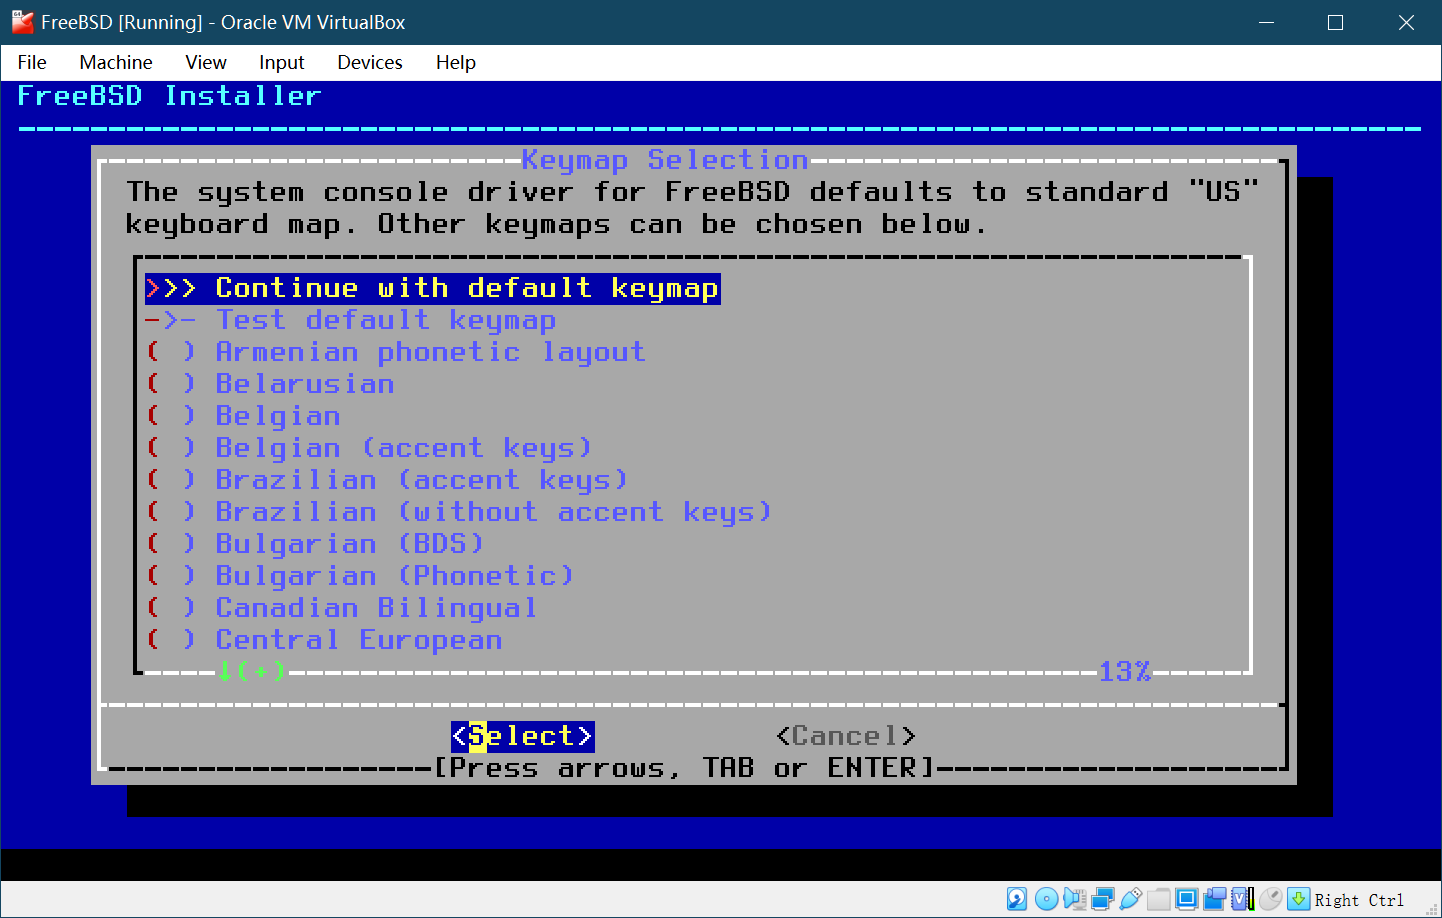 FreeBSD [Running] - Oracle VM VirtualBox
File Machine View Input Devices Help
FreeBSD Installer
Keymap Selection
The system console driver for FreeBSD defaults to standard "US"
keyboard map. Other keymaps can be chosen below.
>>> Continue with default keymap
->- Test default keymap
( ) Armenian phonetic layout
( ) Belarusian
( ) Belgian
( ) Belgian (accent keys)
( ) Brazilian (accent keys)
( ) Brazilian (without accent keys)
( ) Bulgarian (BDS)
( ) Bulgarian (Phonetic)
( ) Canadian Bilingual
( ) Central European
↓(+) 13%
<Select> <Cancel>
[Press arrows, TAB or ENTER]
Right Ctrl